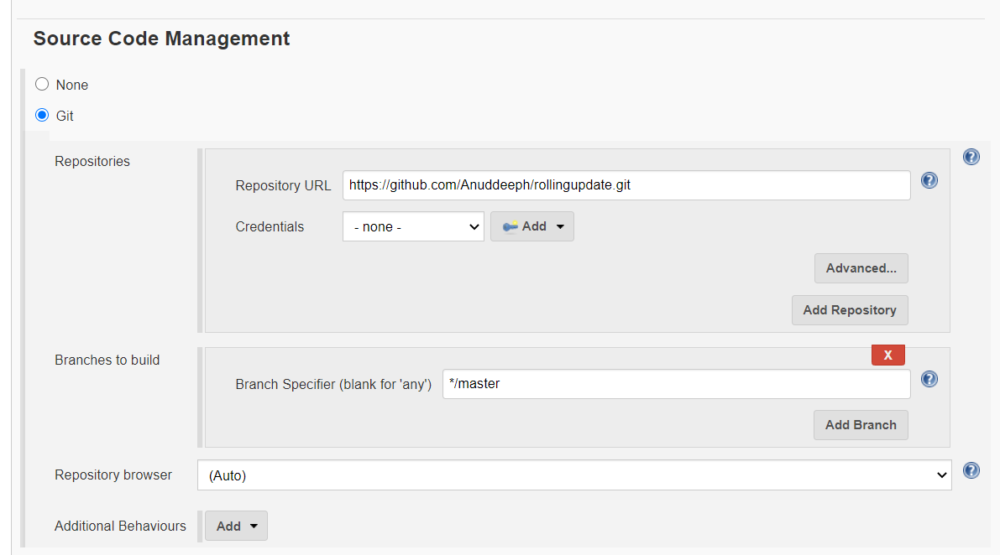 Source Code Management
None
Git
Repositories
Repository URL https://github.com/Anuddeeph/rollingupdate.git
Credentials - none - Add
Advanced...
Add Repository
X
Branches to build
Branch Specifier (blank for 'any') */master
Add Branch
Repository browser (Auto)
Additional Behaviours Add